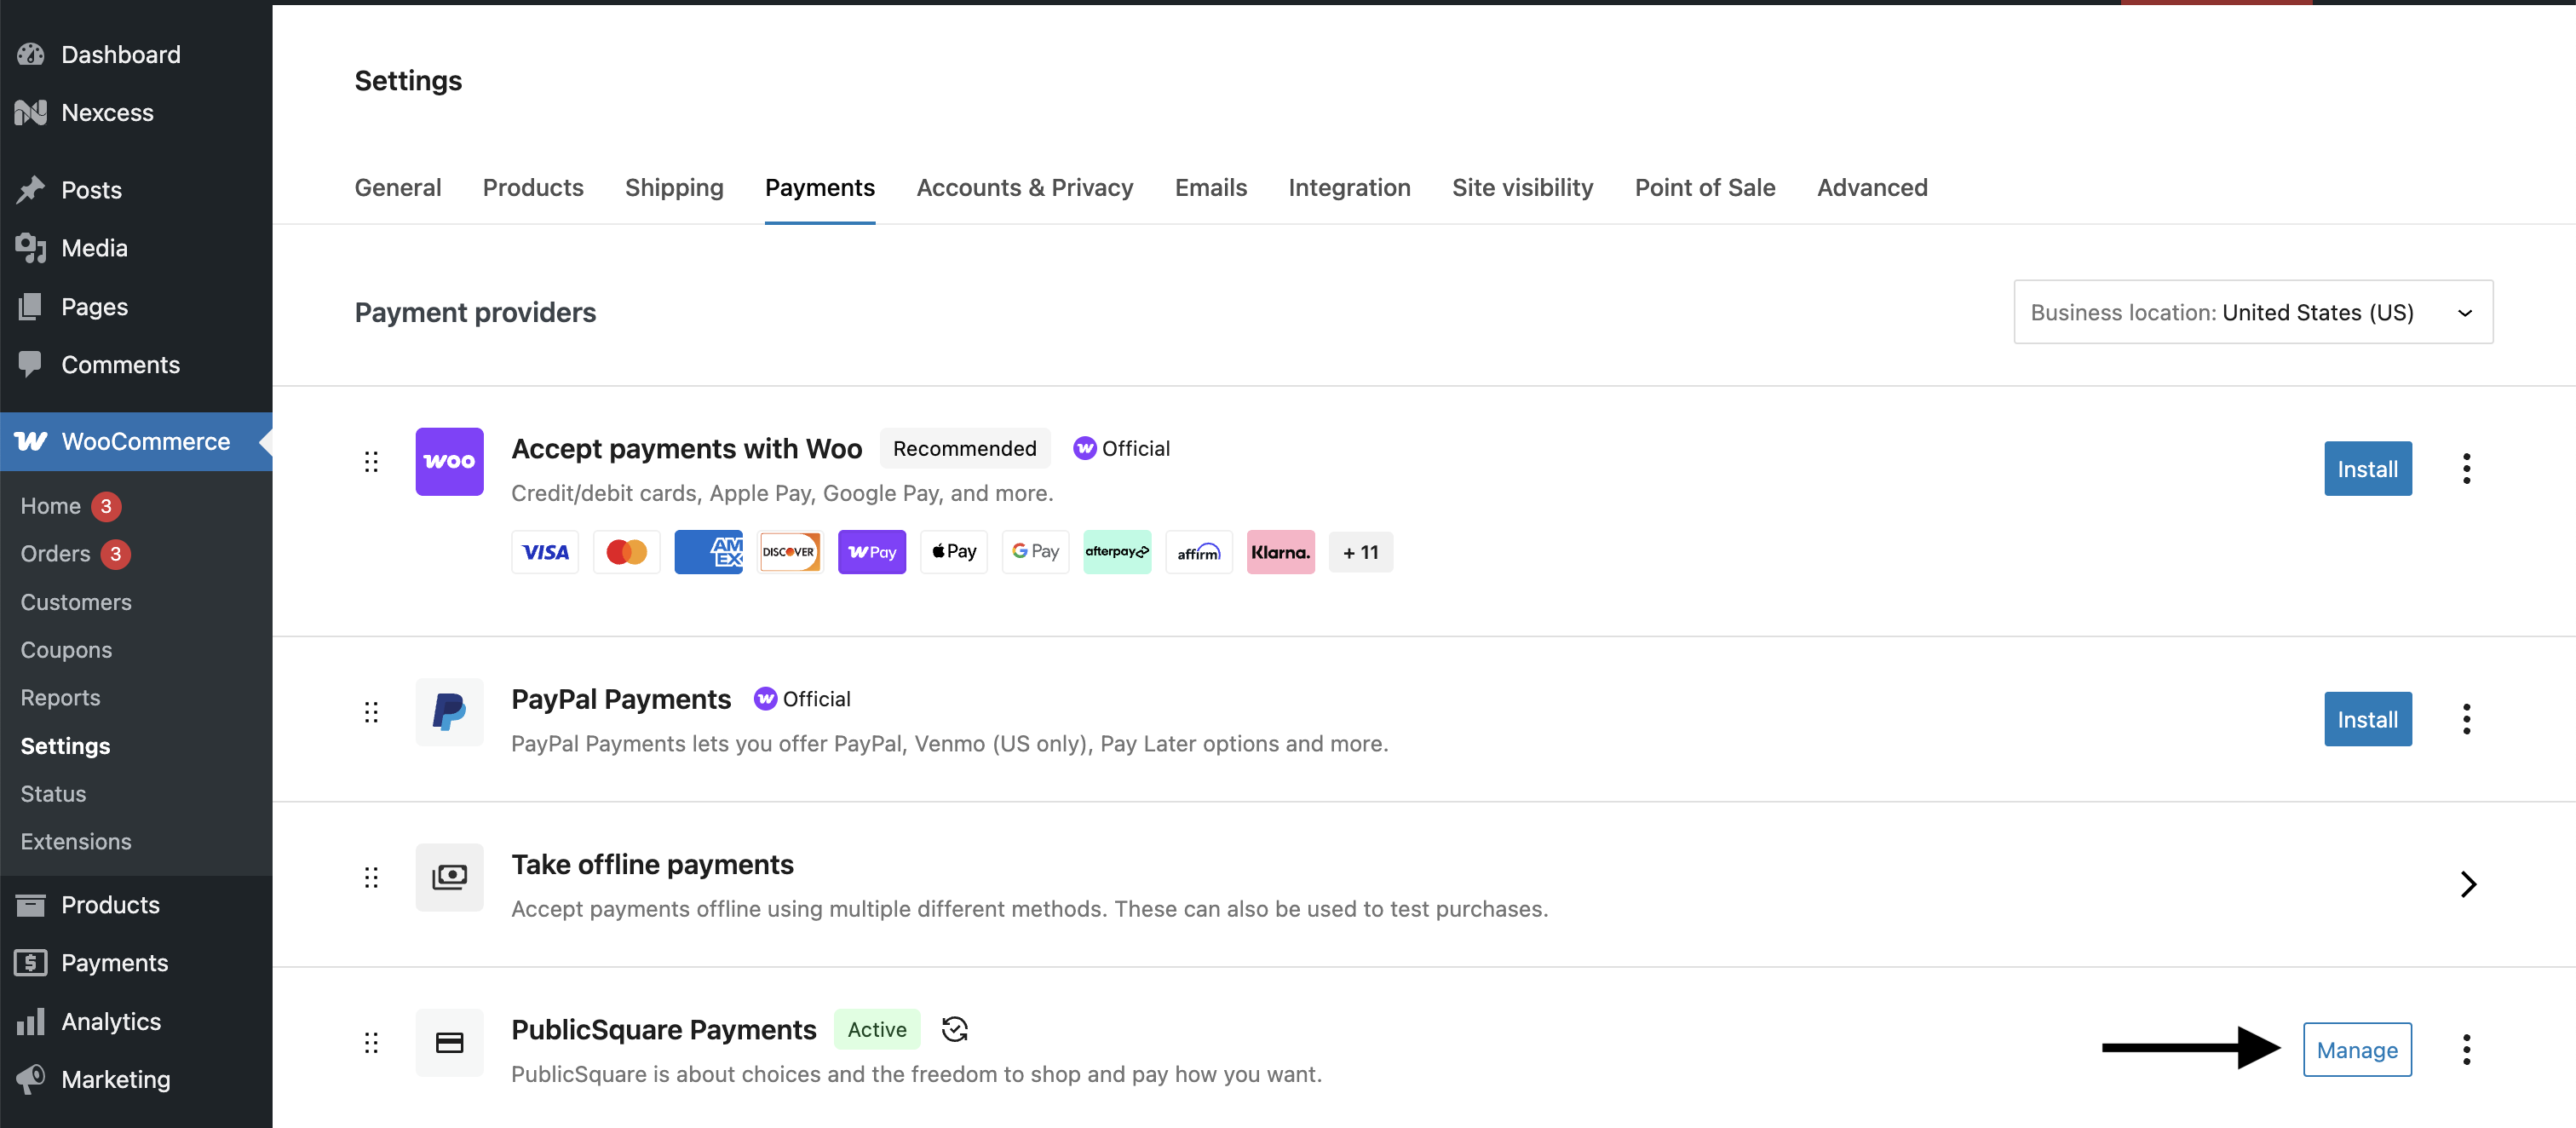 Dashboard
Nexcess
Posts
Media
Pages
Comments
WooCommerce
Home 3
Orders 3
Customers
Coupons
Reports
Settings
Status
Extensions
Products
Payments
Analytics
Marketing
Settings
General Products Shipping Payments Accounts & Privacy Emails Integration Site visibility Point of Sale Advanced
Payment providers
Business location: United States (US)
woo
Accept payments with Woo Recommended W Official
Install
Credit/debit cards, Apple Pay, Google Pay, and more.
VISA AMEX DISCOVER WPay Pay G Pay afterpay affirm Klarna. + 11
PayPal Payments W Official
Install
PayPal Payments lets you offer PayPal, Venmo (US only), Pay Later options and more.
Take offline payments
Accept payments offline using multiple different methods. These can also be used to test purchases.
PublicSquare Payments Active
Manage
PublicSquare is about choices and the freedom to shop and pay how you want.